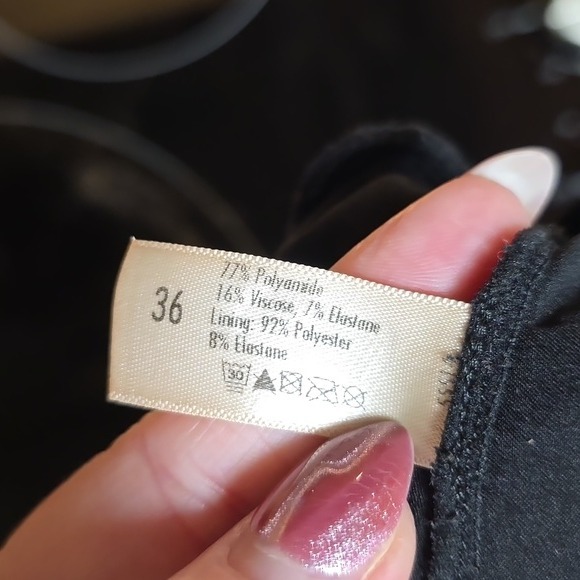 36
77% Polyamide
16% Viscose, 7% Elastane
Lining: 92% Polyester
8% Elastane
30